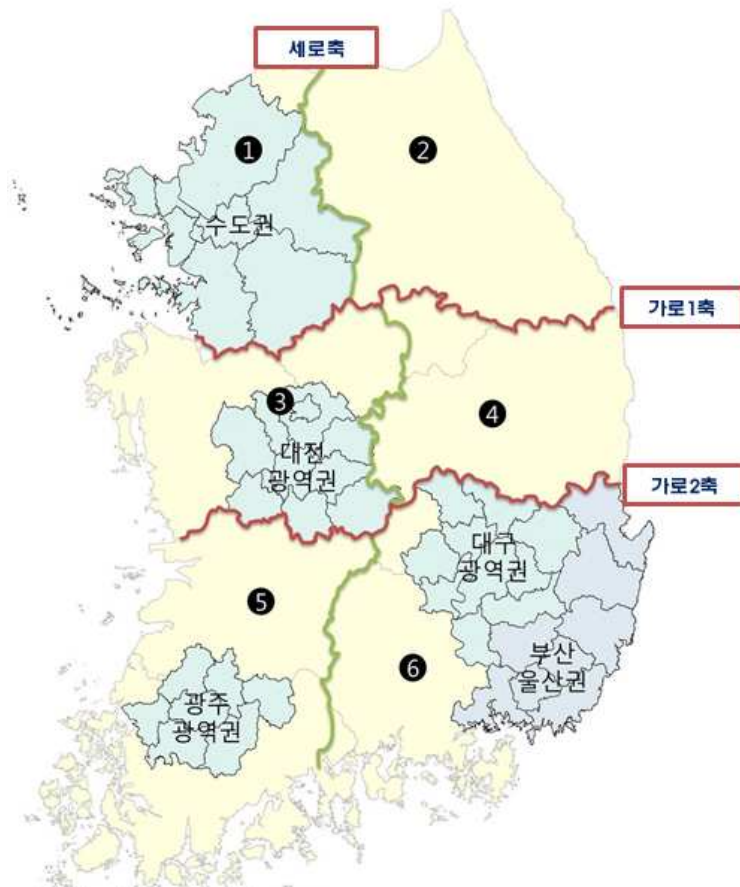 세로축
❶
❷
수도권
가로1축
❸
❹
대전
광역권
가로2축
대구
광역권
❺
❻
부산
울산권
광주
광역권